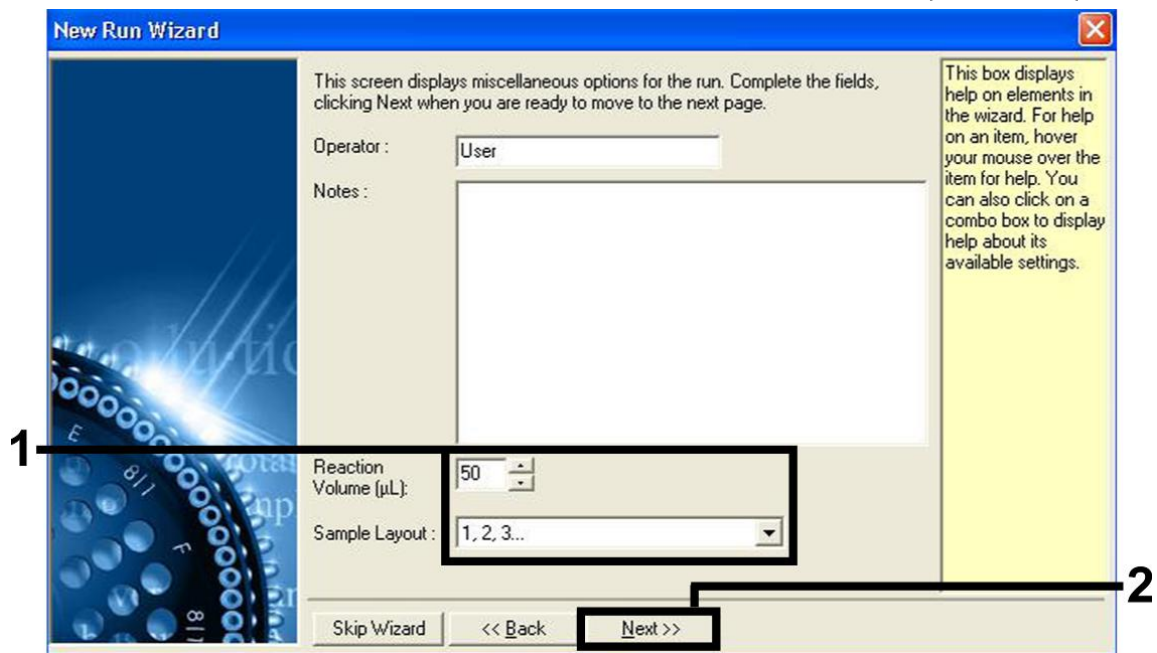 New Run Wizard
This screen displays miscellaneous options for the run. Complete the fields,
clicking Next when you are ready to move to the next page.
Operator :
User
Notes :
This box displays
help on elements in
the wizard. For help
on an item, hover
your mouse over the
item for help. You
can also click on a
combo box to display
help about its
available settings.
E
8|1
F
8|1
1
Reaction
Volume (µL):
50
Sample Layout :
1, 2, 3...
2
Skip Wizard
<< Back
Next >>